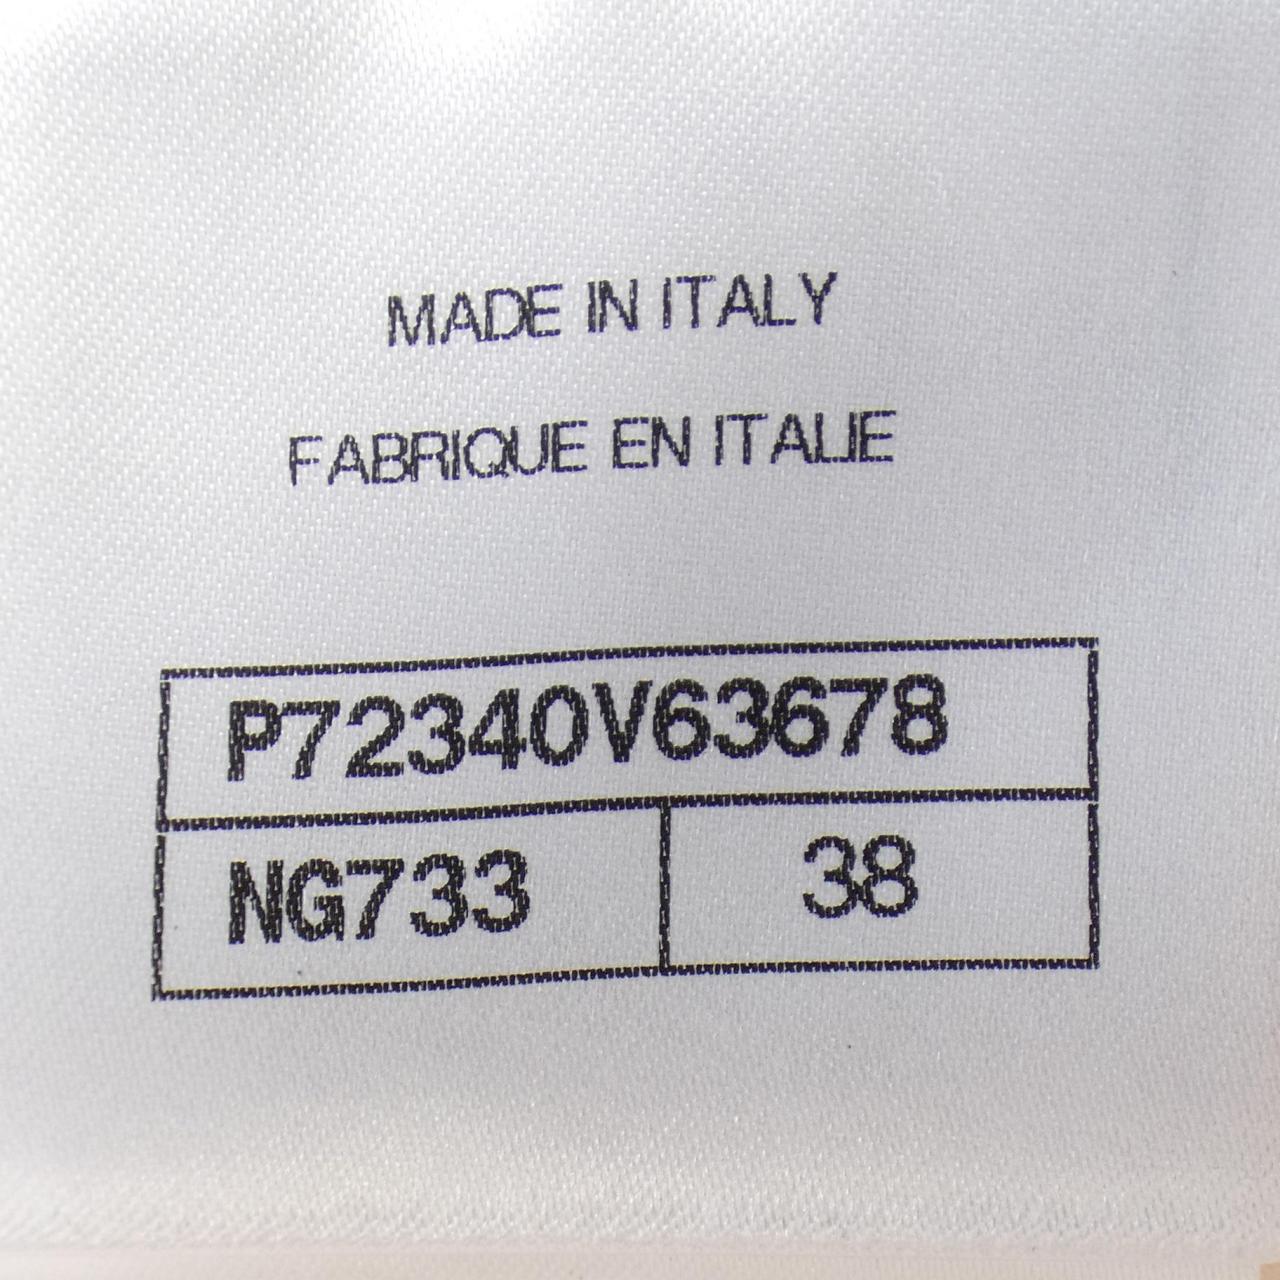 MADE IN ITALY
FABRIQUE EN ITALIE
P72340V63678
NG733 38